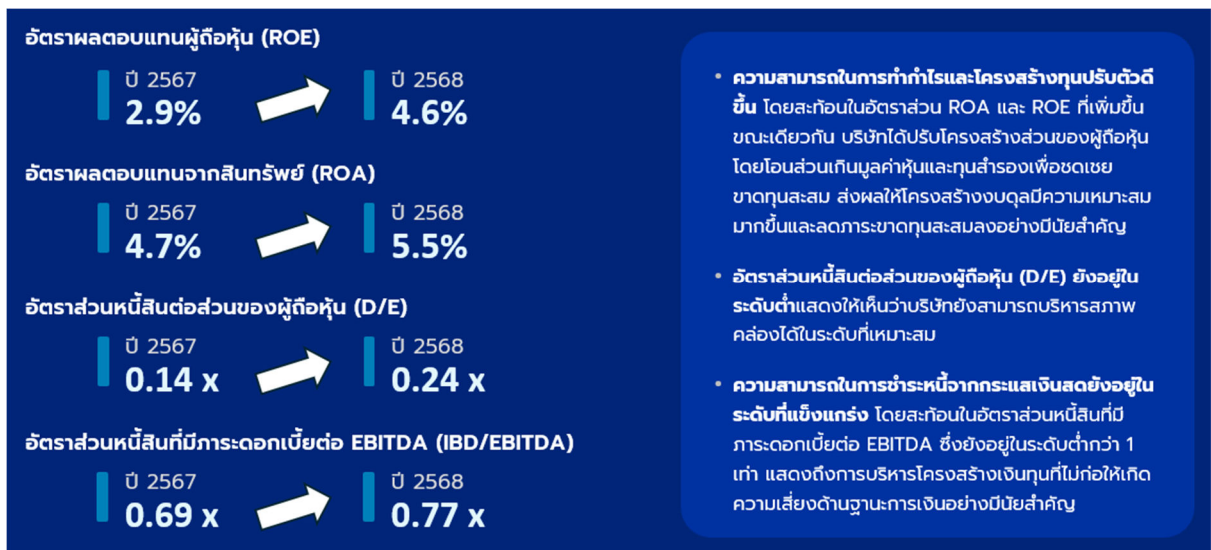 อัตราผลตอบแทนผู้ถือหุ้น (ROE)
ปี 2567
2.9%
ปี 2568
4.6%
อัตราผลตอบแทนจากสินทรัพย์ (ROA)
ปี 2567
4.7%
ปี 2568
5.5%
อัตราส่วนหนี้สินต่อส่วนของผู้ถือหุ้น (D/E)
ปี 2567
0.14 x
ปี 2568
0.24 x
อัตราส่วนหนี้สินที่มีภาระดอกเบี้ยต่อ EBITDA (IBD/EBITDA)
ปี 2567
0.69 x
ปี 2568
0.77 x
• ความสามารถในการทำกำไรและโครงสร้างทุนปรับตัวดี
ขึ้น โดยสะท้อนในอัตราส่วน ROA และ ROE ที่เพิ่มขึ้น
ขณะเดียวกัน บริษัทได้ปรับโครงสร้างส่วนของผู้ถือหุ้น
โดยโอนส่วนเกินมูลค่าหุ้นและทุนสำรองเพื่อชดเชย
ขาดทุนสะสม ส่งผลให้โครงสร้างงบดุลมีความเหมาะสม
มากขึ้นและลดภาระขาดทุนสะสมลงอย่างมีนัยสำคัญ
• อัตราส่วนหนี้สินต่อส่วนของผู้ถือหุ้น (D/E) ยังอยู่ใน
ระดับต่ำแสดงให้เห็นว่าบริษัทยังสามารถบริหารสภาพ
คล่องได้ในระดับที่เหมาะสม
• ความสามารถในการชำระหนี้จากกระแสเงินสดยังอยู่ใน
ระดับที่แข็งแกร่ง โดยสะท้อนในอัตราส่วนหนี้สินที่มี
ภาระดอกเบี้ยต่อ EBITDA ซึ่งยังอยู่ในระดับต่ำกว่า 1
เท่า แสดงถึงการบริหารโครงสร้างเงินทุนที่ไม่ก่อให้เกิด
ความเสี่ยงด้านฐานะการเงินอย่างมีนัยสำคัญ